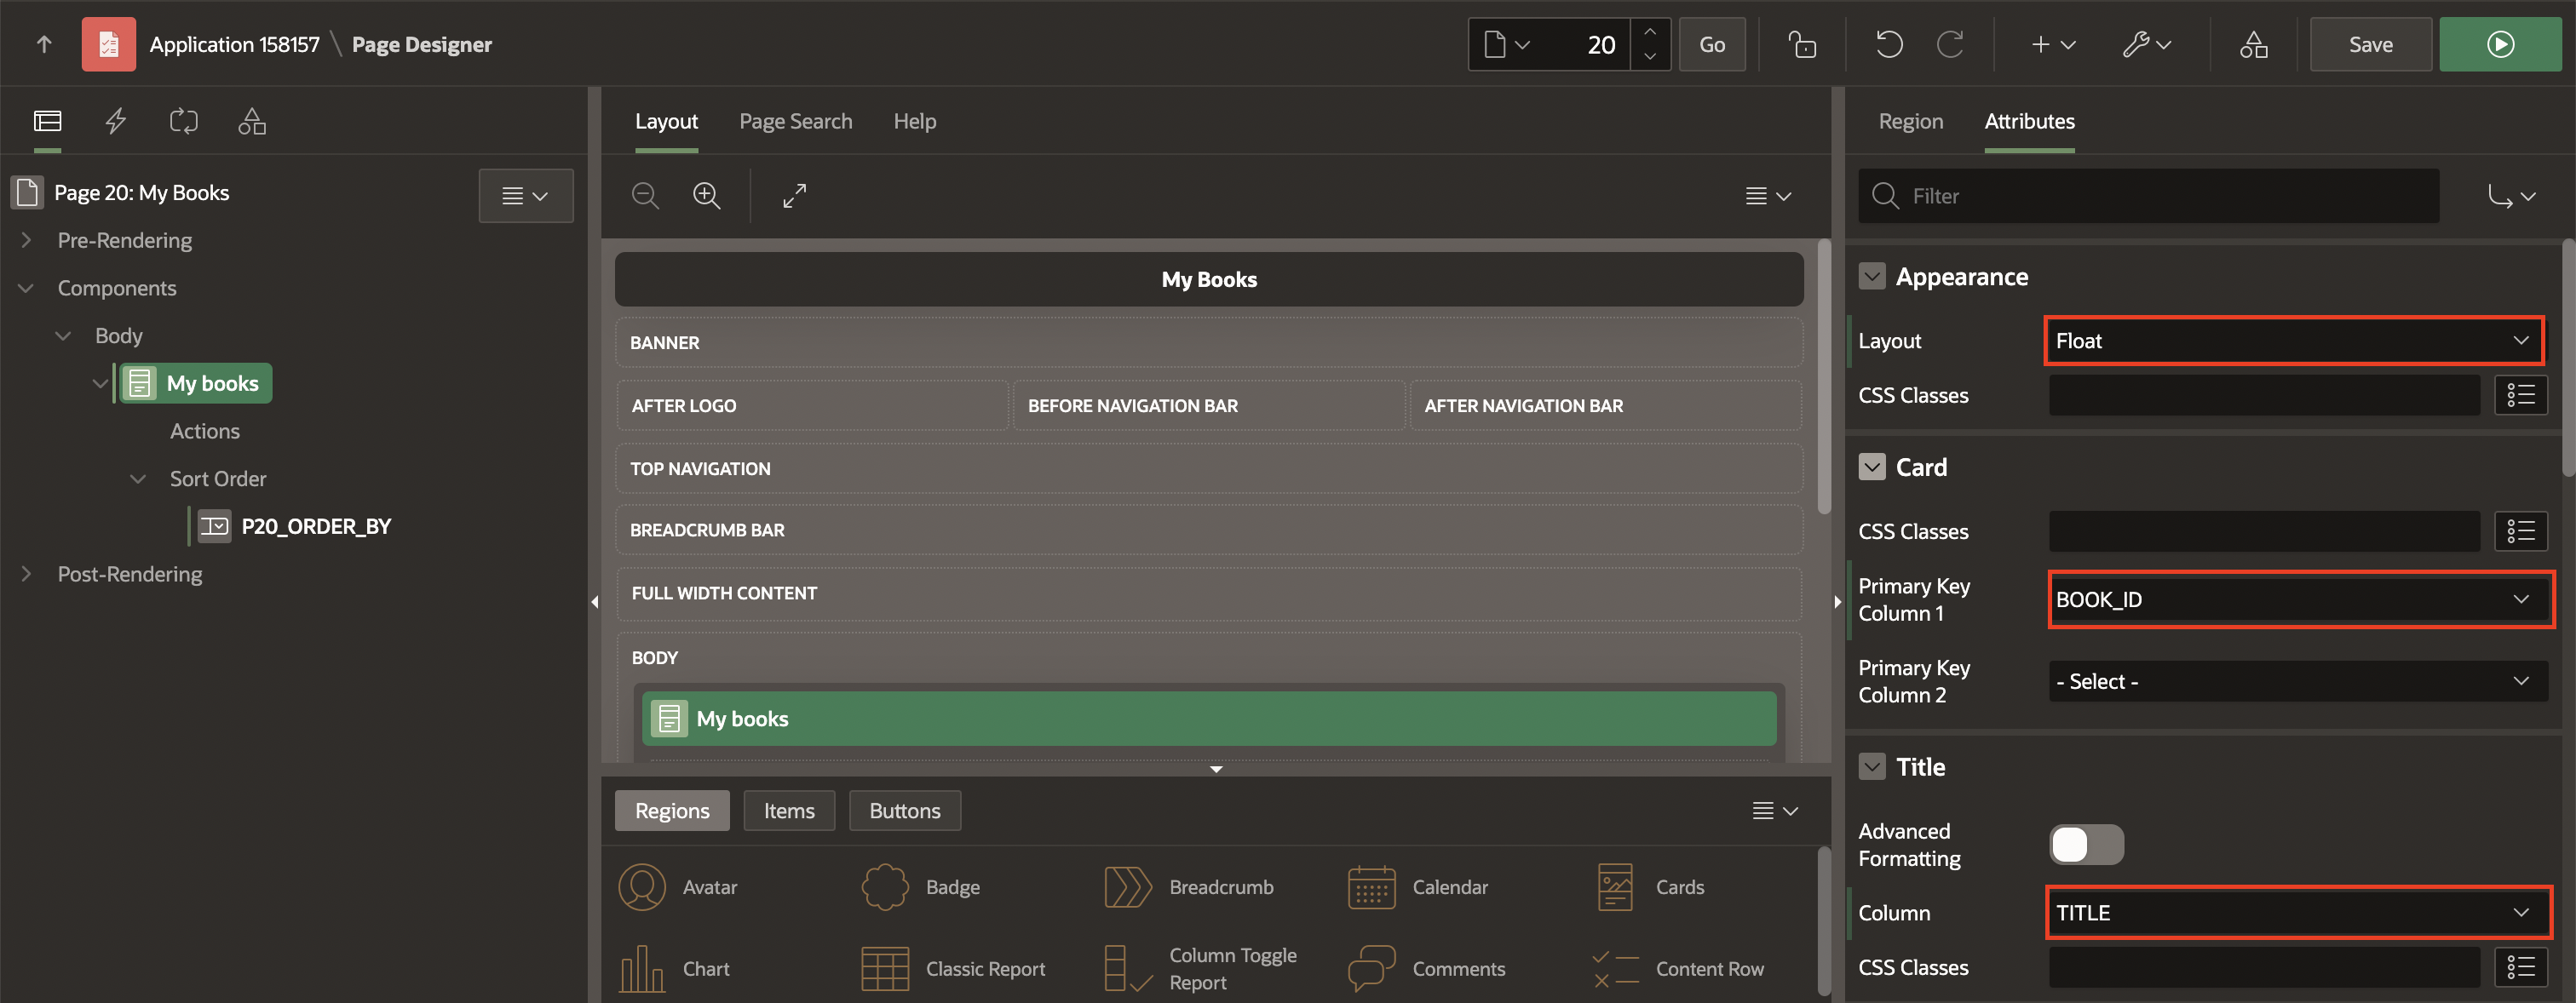 Application 158157 \ Page Designer
20
Go
Save
Layout
Page Search
Help
Region
Attributes
Page 20: My Books
Pre-Rendering
Components
Body
My books
Actions
Sort Order
P20_ORDER_BY
Post-Rendering
My Books
BANNER
AFTER LOGO
BEFORE NAVIGATION BAR
AFTER NAVIGATION BAR
TOP NAVIGATION
BREADCRUMB BAR
FULL WIDTH CONTENT
BODY
My books
Regions
Items
Buttons
Avatar
Badge
Breadcrumb
Calendar
Cards
Chart
Classic Report
Column Toggle
Report
Comments
Content Row
Filter
Appearance
Layout
Float
CSS Classes
Card
CSS Classes
Primary Key
Column 1
BOOK_ID
Primary Key
Column 2
- Select -
Title
Advanced
Formatting
Column
TITLE
CSS Classes